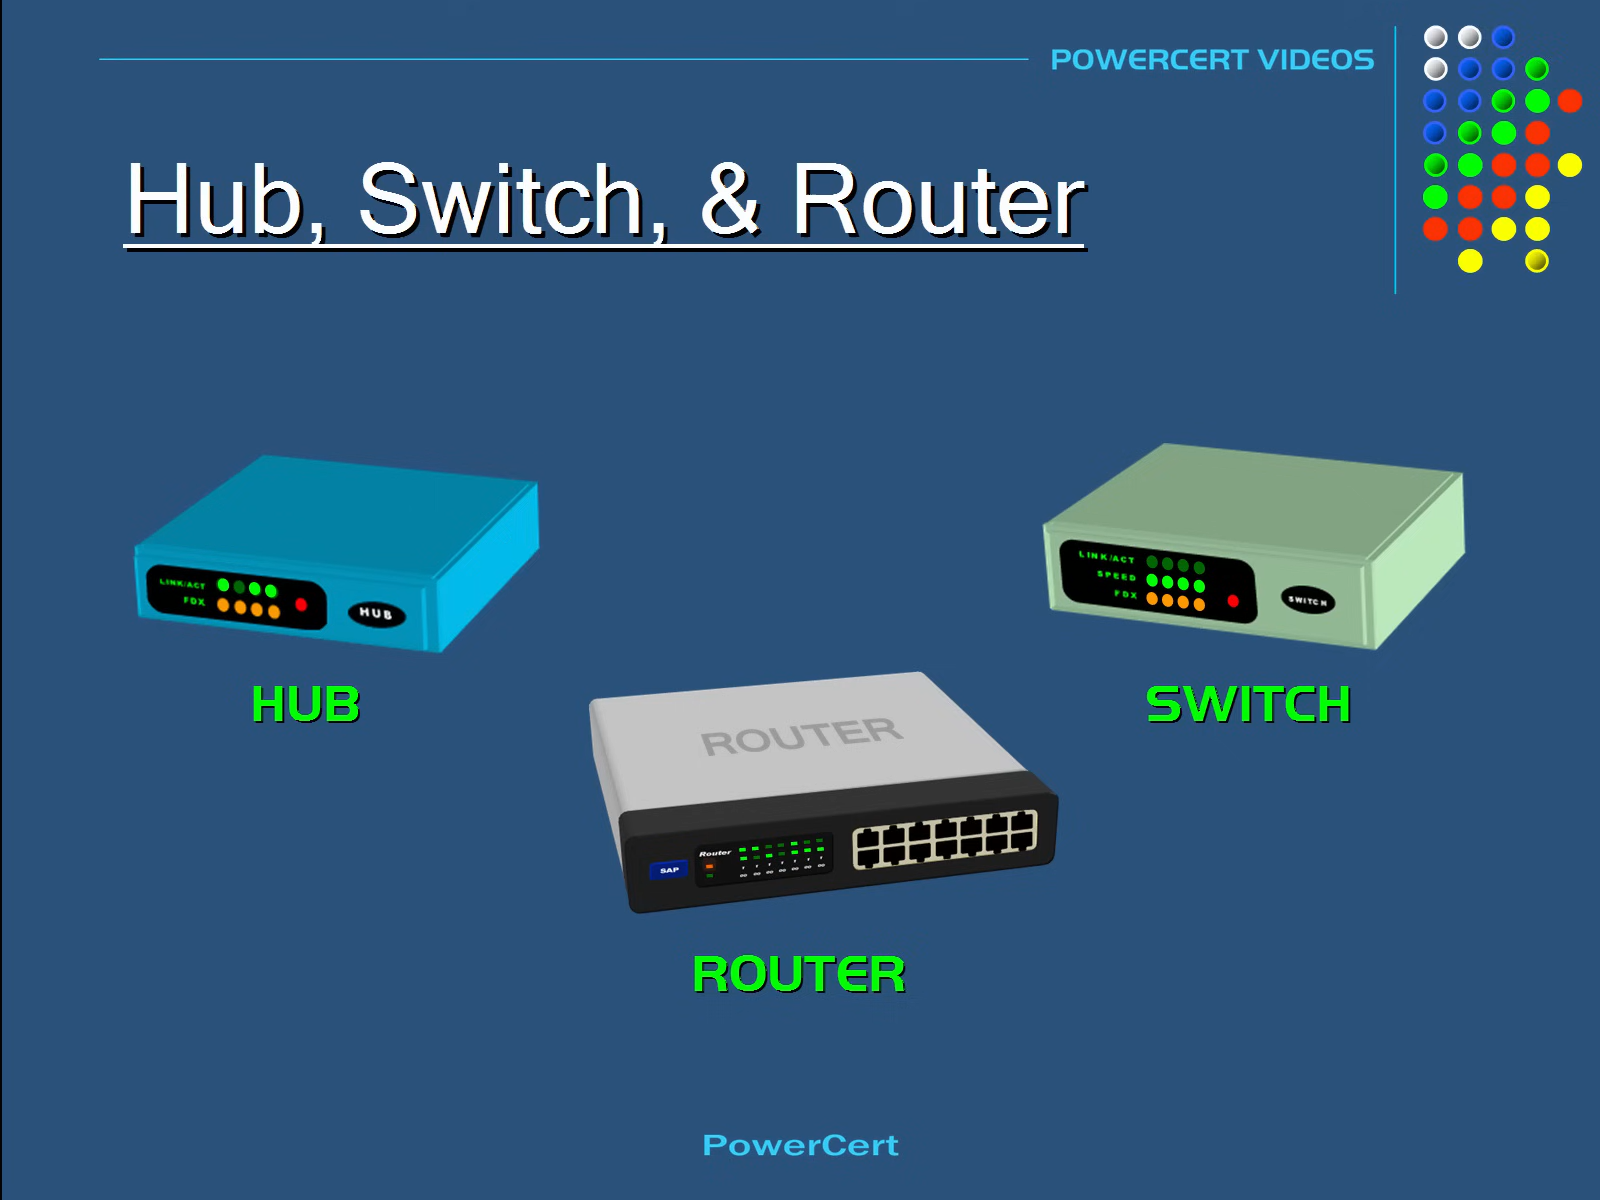 POWERCERT VIDEOS
Hub, Switch, & Router
LINK/ACT
FDX
HUB
HUB
LINK/ACT
SPEED
FDX
SWITCH
SWITCH
ROUTER
Router
SAP
ROUTER
PowerCert